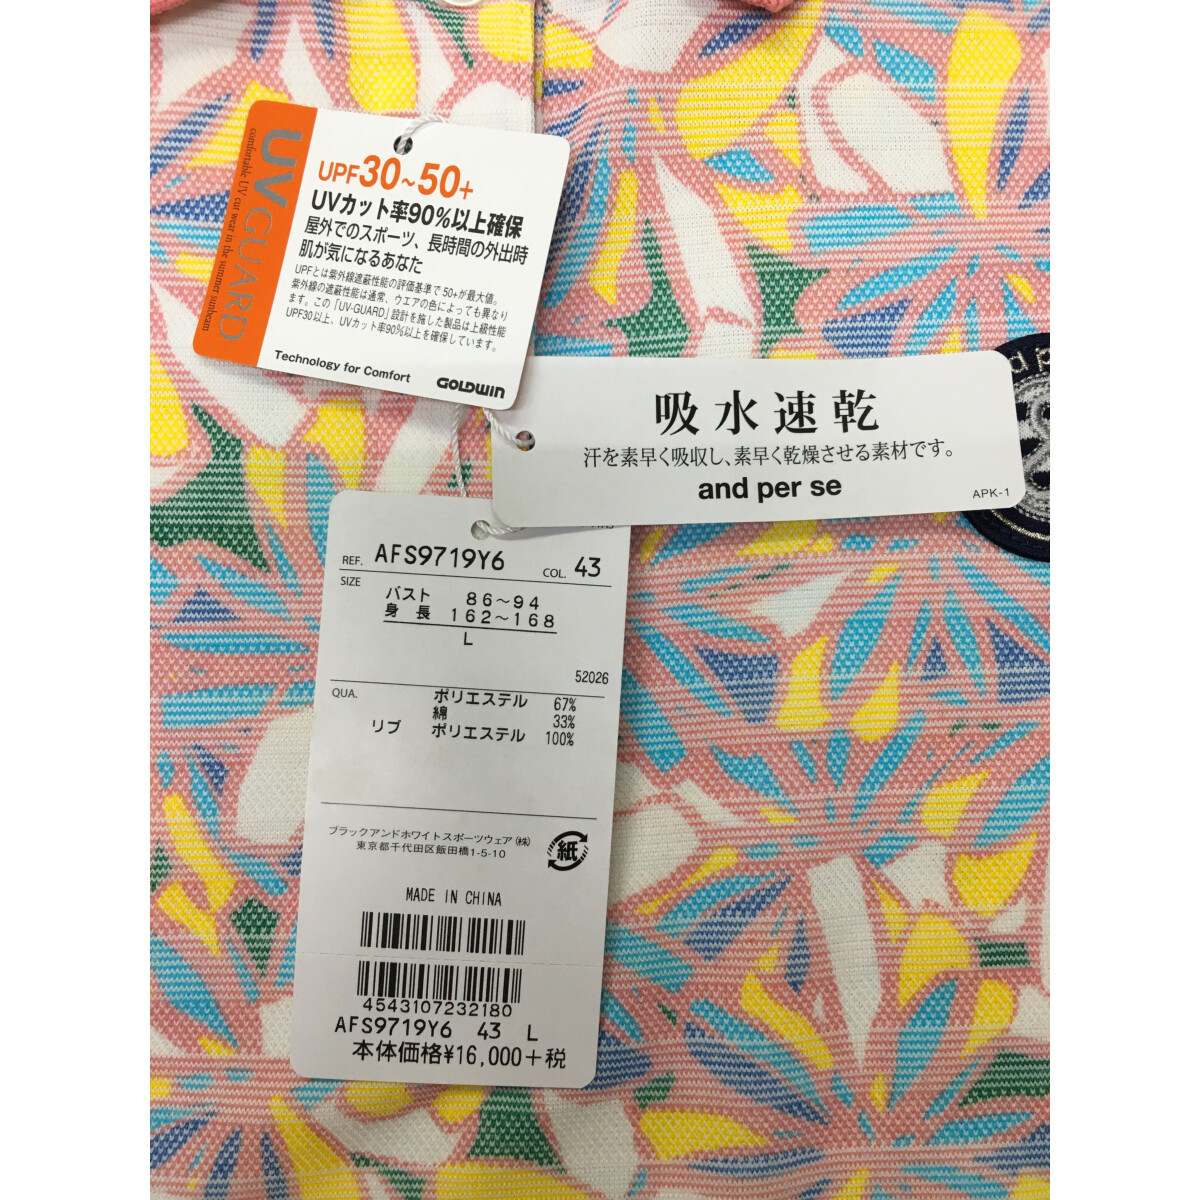 UV GUARD
comfortable UV cut wear in the summer sunbeam
UPF30~50+
UVカット率90%以上確保
屋外でのスポーツ、長時間の外出時
肌が気になるあなた
UPFとは紫外線遮蔽性能の評価基準で50+が最大値。
紫外線の遮蔽性能は通常、ウエアの色によっても異なり
ます。この「UV-GUARD」設計を施した製品は上級性能
UPF30以上、UVカット率90%以上を確保しています。
Technology for Comfort GOLDWIN
吸水速乾
汗を素早く吸収し、素早く乾燥させる素材です。
and per se
APK-1
REF. AFS9719Y6 COL. 43
SIZE
バスト 86〜94
身長 162〜168
L
52026
QUA. ポリエステル 67%
綿 33%
リブ ポリエステル 100%
ブラックアンドホワイトスポーツウェア㈱
東京都千代田区飯田橋1-5-10
紙
MADE IN CHINA
4543107232180
AFS9719Y6 43 L
本体価格¥16,000+税